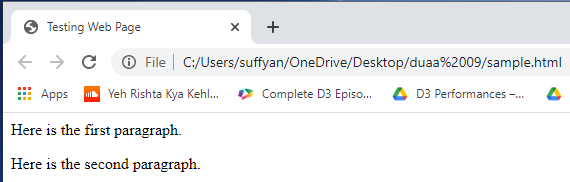 Testing Web Page
File C:/Users/suffyan/OneDrive/Desktop/duaa%2009/sample.html
Apps Yeh Rishta Kya Kehl... Complete D3 Episo... D3 Performances –...
Here is the first paragraph.
Here is the second paragraph.